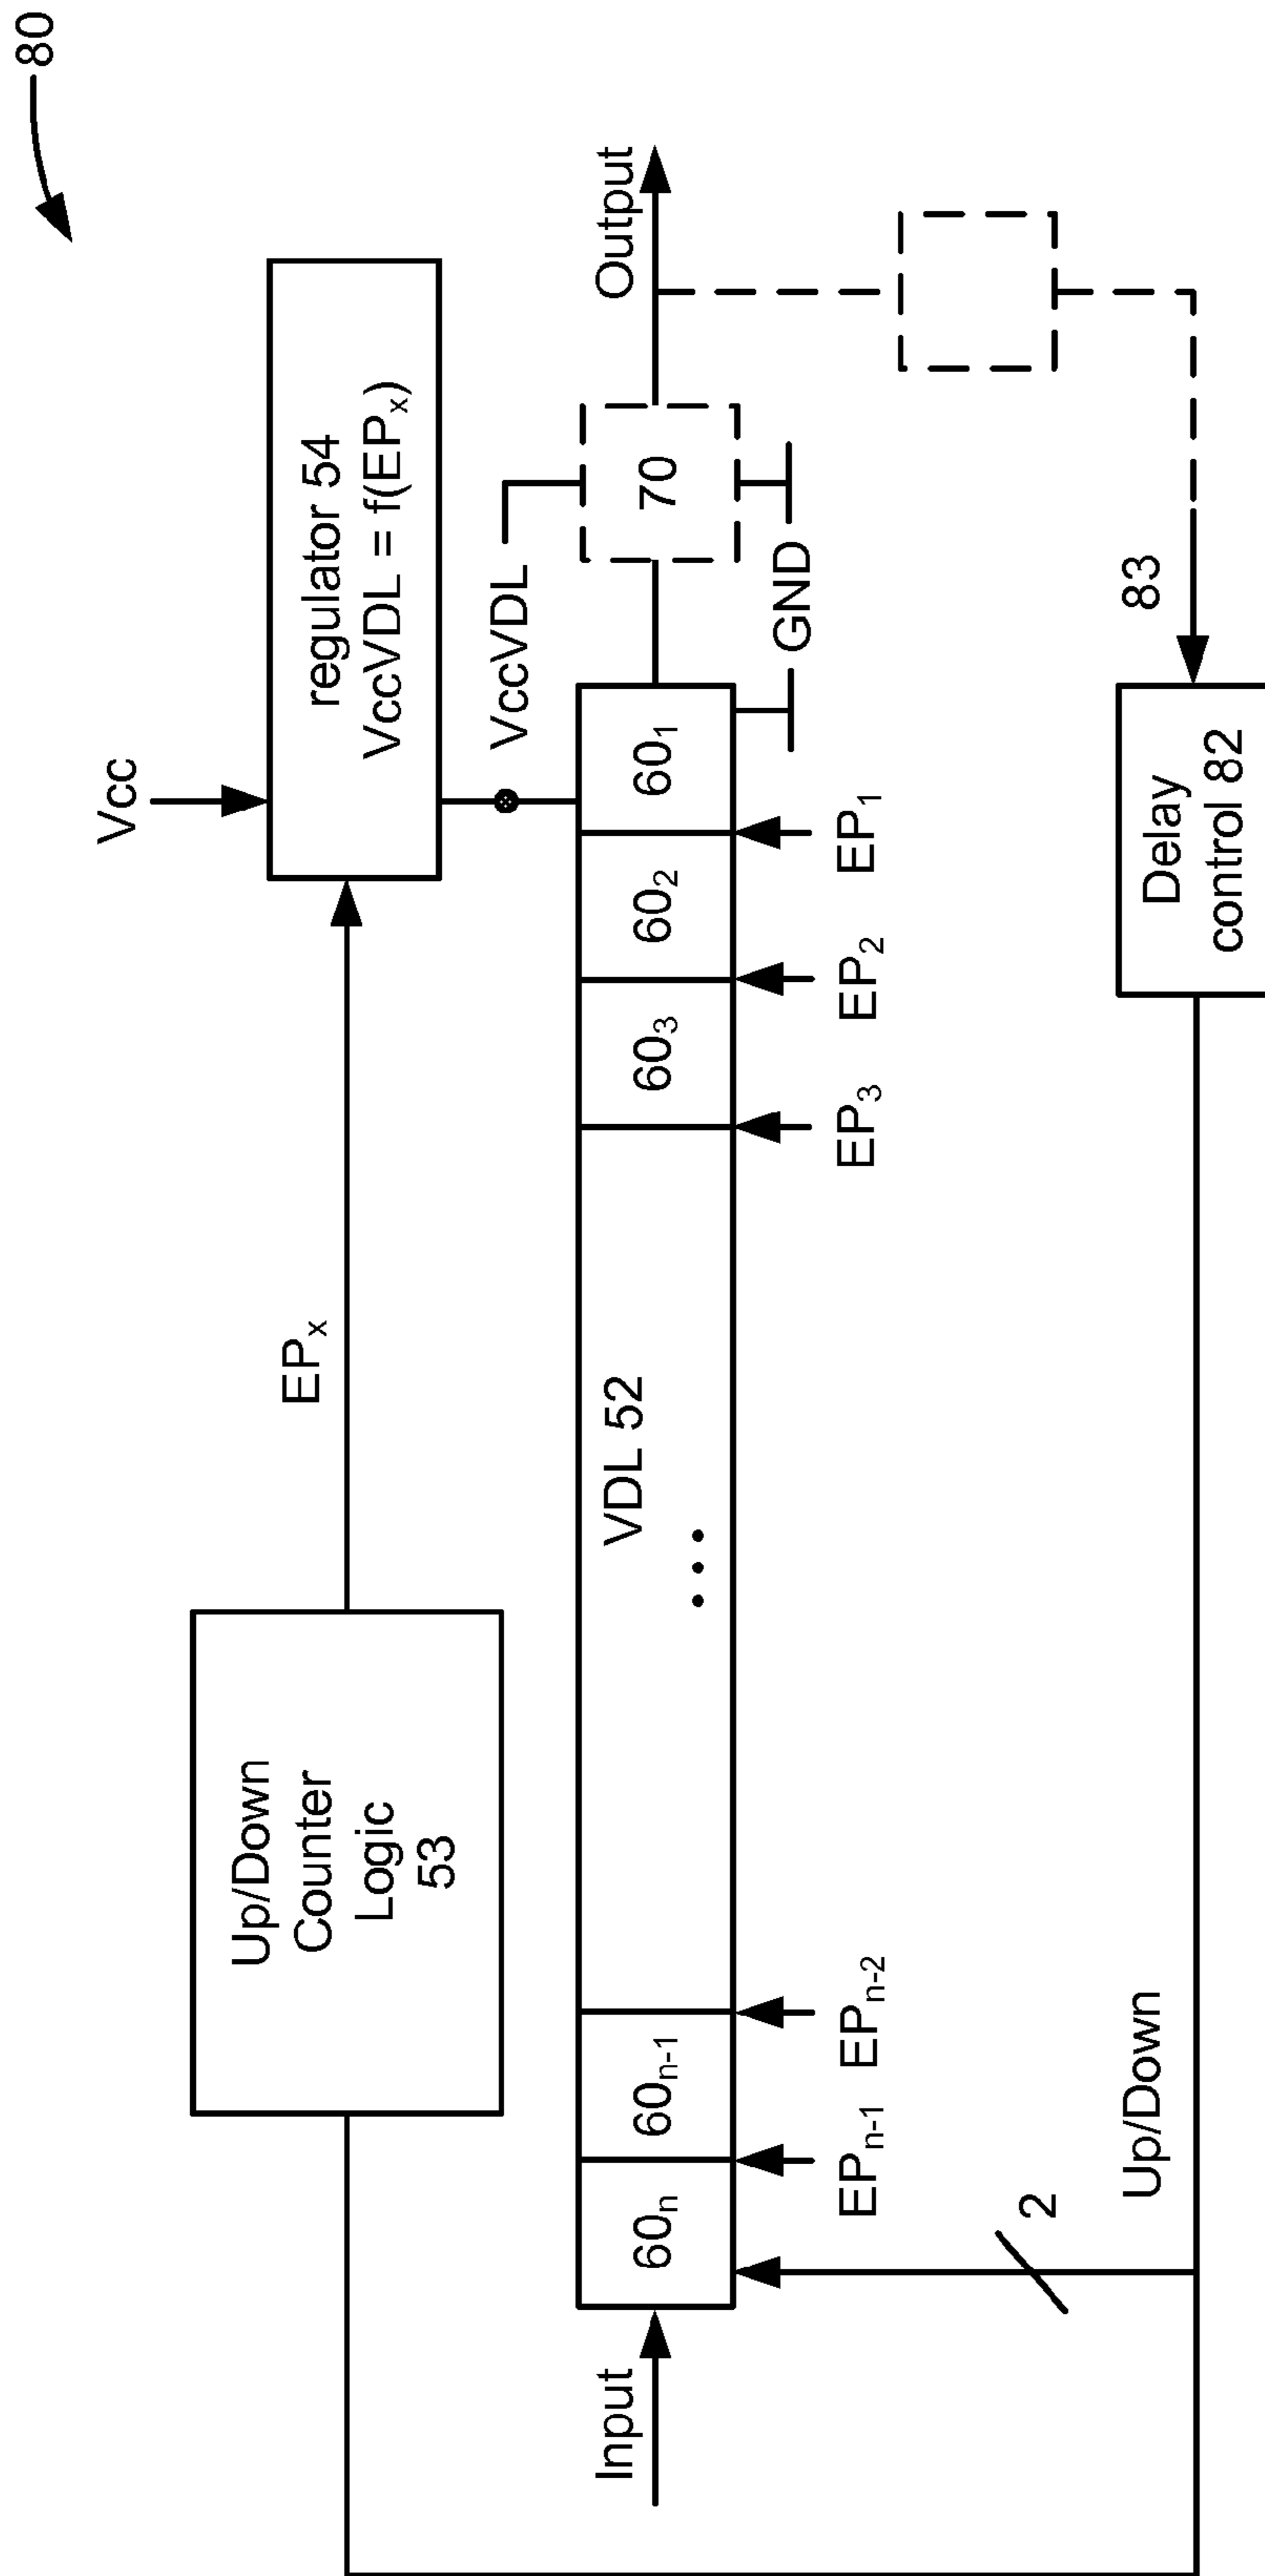 80
Vcc
regulator 54
VccVDL = f(EPₓ)
EPₓ
Up/Down
Counter
Logic
53
VccVDL
Output
Input
60ₙ
60ₙ₋₁
VDL 52
...
60₃
60₂
60₁
70
GND
EPₙ₋₁
EPₙ₋₂
EP₃
EP₂
EP₁
2
Up/Down
Delay
control 82
83